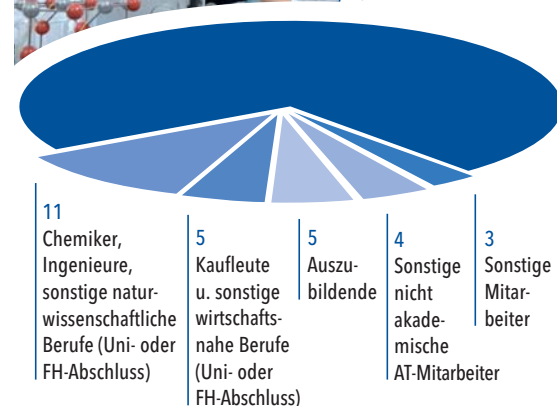 11
Chemiker,
Ingenieure,
sonstige natur-
wissenschaftliche
Berufe (Uni- oder
FH-Abschluss)
5
Kaufleute
u. sonstige
wirtschafts-
nahe Berufe
(Uni- oder
FH-Abschluss)
5
Auszu-
bildende
4
Sonstige
nicht
akade-
mische
AT-Mitarbeiter
3
Sonstige
Mitar-
beiter